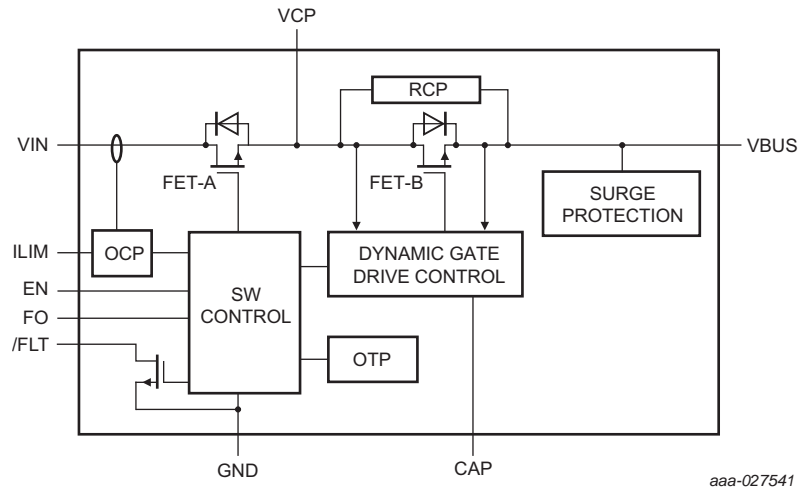 VCP
RCP
VIN
VBUS
FET-A
FET-B
SURGE
PROTECTION
ILIM
OCP
DYNAMIC GATE
DRIVE CONTROL
EN
SW
CONTROL
FO
/FLT
OTP
GND
CAP
aaa-027541